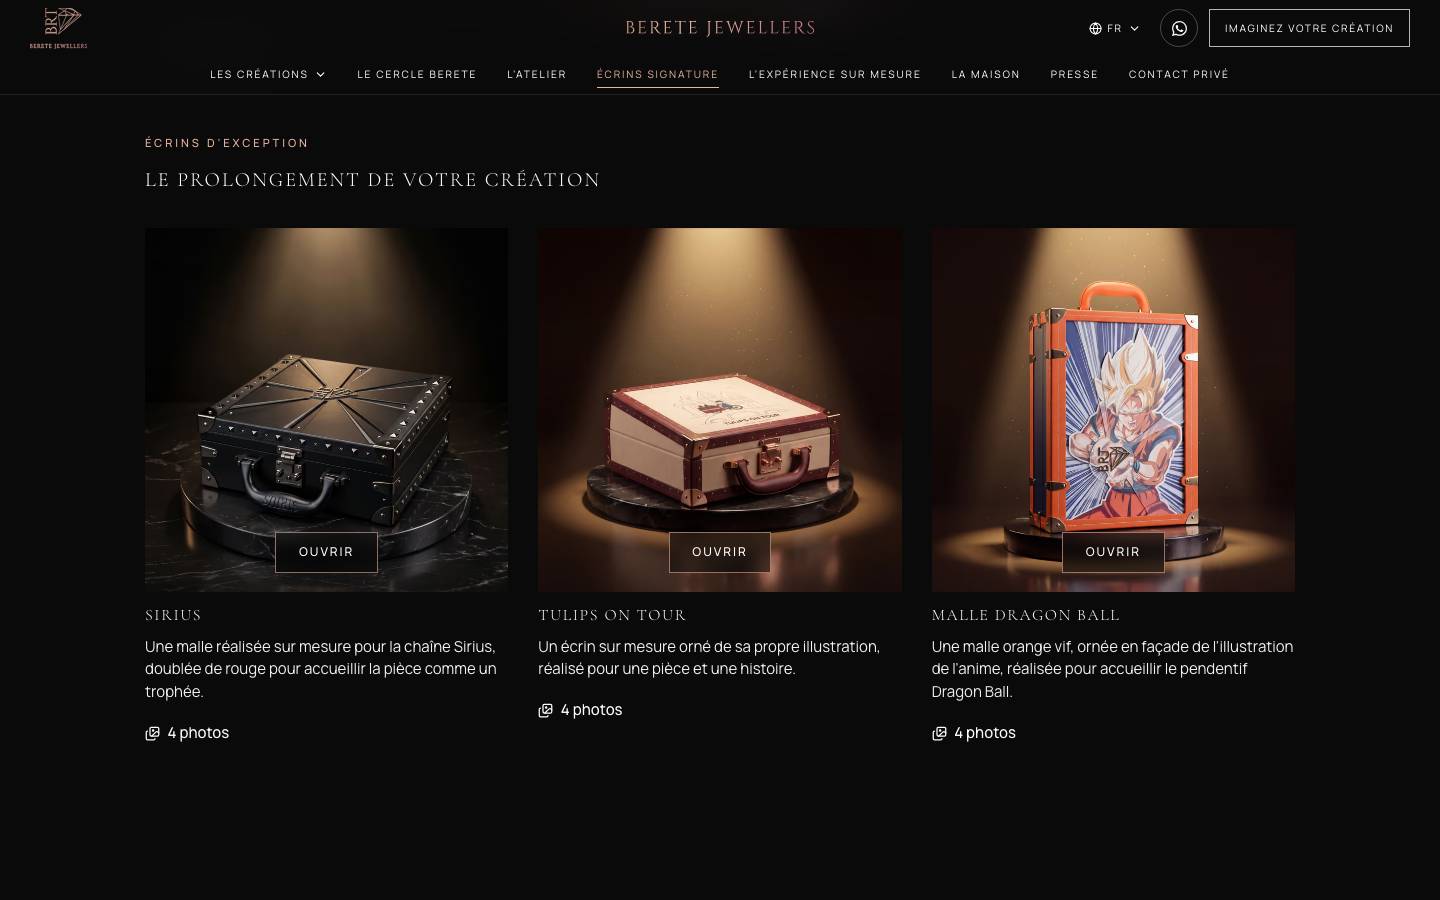 BRT
BERETE JEWELLERS
BERETE JEWELLERS
FR
IMAGINEZ VOTRE CRÉATION
LES CRÉATIONS
LE CERCLE BERETE
L'ATELIER
ÉCRINS SIGNATURE
L'EXPÉRIENCE SUR MESURE
LA MAISON
PRESSE
CONTACT PRIVÉ
ÉCRINS D'EXCEPTION
LE PROLONGEMENT DE VOTRE CRÉATION
TULIPS ON TOUR
BRT
OUVRIR
OUVRIR
OUVRIR
SIRIUS
Une malle réalisée sur mesure pour la chaîne Sirius,
doublée de rouge pour accueillir la pièce comme un
trophée.
4 photos
TULIPS ON TOUR
Un écrin sur mesure orné de sa propre illustration,
réalisé pour une pièce et une histoire.
4 photos
MALLE DRAGON BALL
Une malle orange vif, ornée en façade de l'illustration
de l'anime, réalisée pour accueillir le pendentif
Dragon Ball.
4 photos